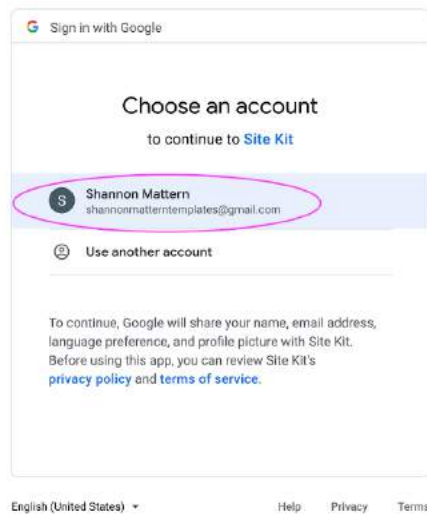 Sign in with Google
Choose an account
to continue to Site Kit
S
Shannon Mattern
shannonmatterntemplates@gmail.com
Use another account
To continue, Google will share your name, email address,
language preference, and profile picture with Site Kit.
Before using this app, you can review Site Kit's
privacy policy and terms of service.
English (United States) Help Privacy Terms